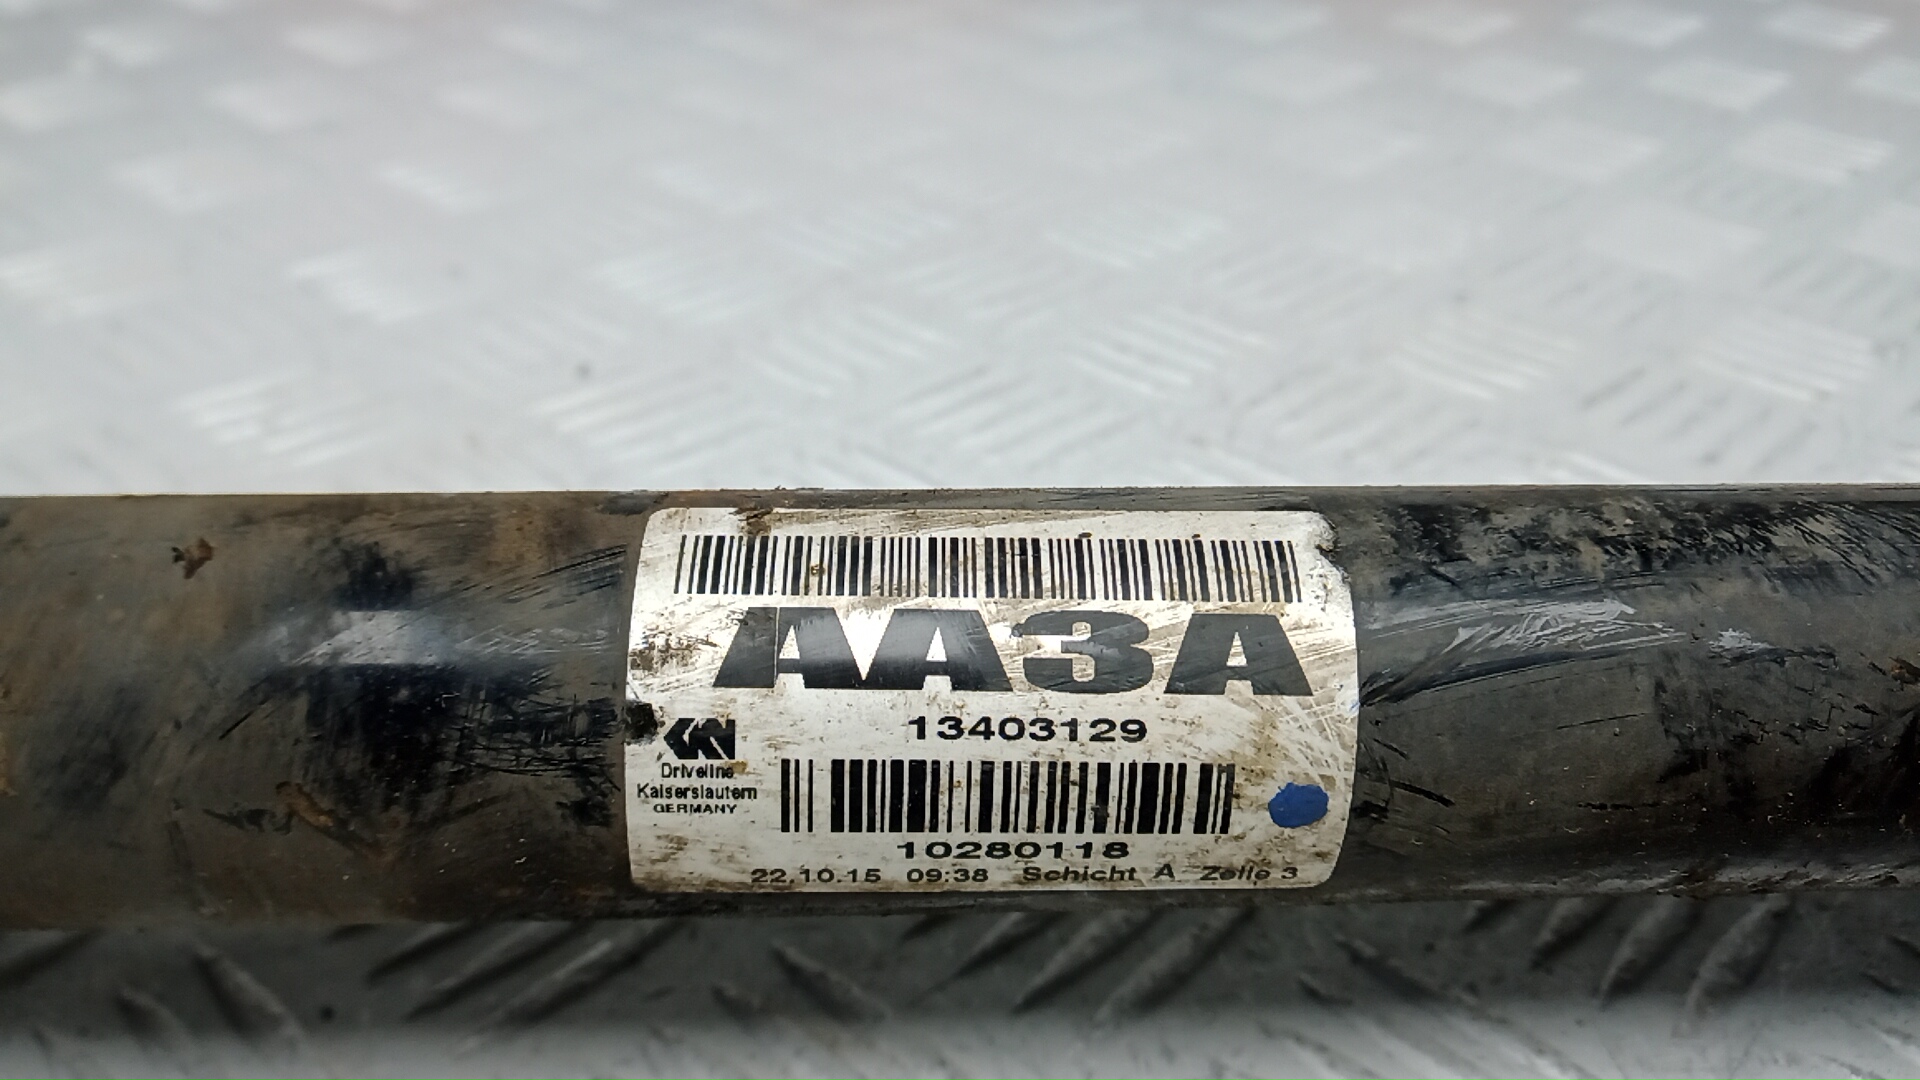 AA3A
13403129
Driveline
Kaiserslautern
GERMANY
10280118
22.10.15 09:38 Schicht A Zelle 3